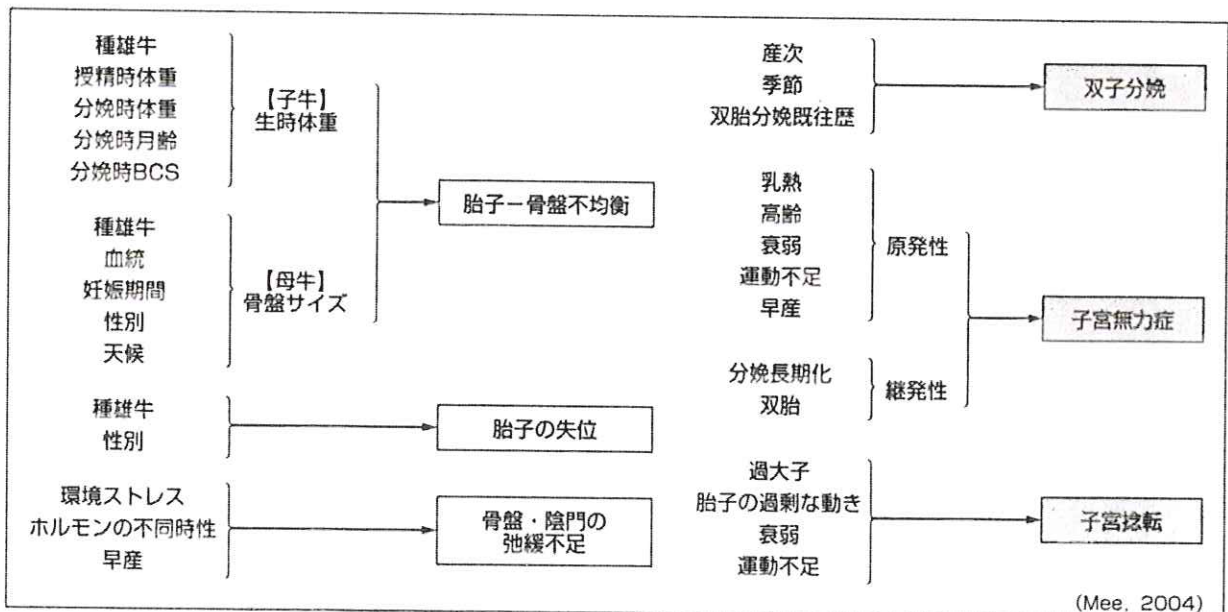 種雄牛
授精時体重
分娩時体重
分娩時月齢
分娩時BCS
【子牛】
生時体重
種雄牛
血統
妊娠期間
性別
天候
【母牛】
骨盤サイズ
胎子－骨盤不均衡
種雄牛
性別
胎子の失位
環境ストレス
ホルモンの不同時性
早産
骨盤・陰門の
弛緩不足
産次
季節
双胎分娩既往歴
双子分娩
乳熱
高齢
衰弱
運動不足
早産
原発性
分娩長期化
双胎
継発性
子宮無力症
過大子
胎子の過剰な動き
衰弱
運動不足
子宮捻転
(Mee, 2004)